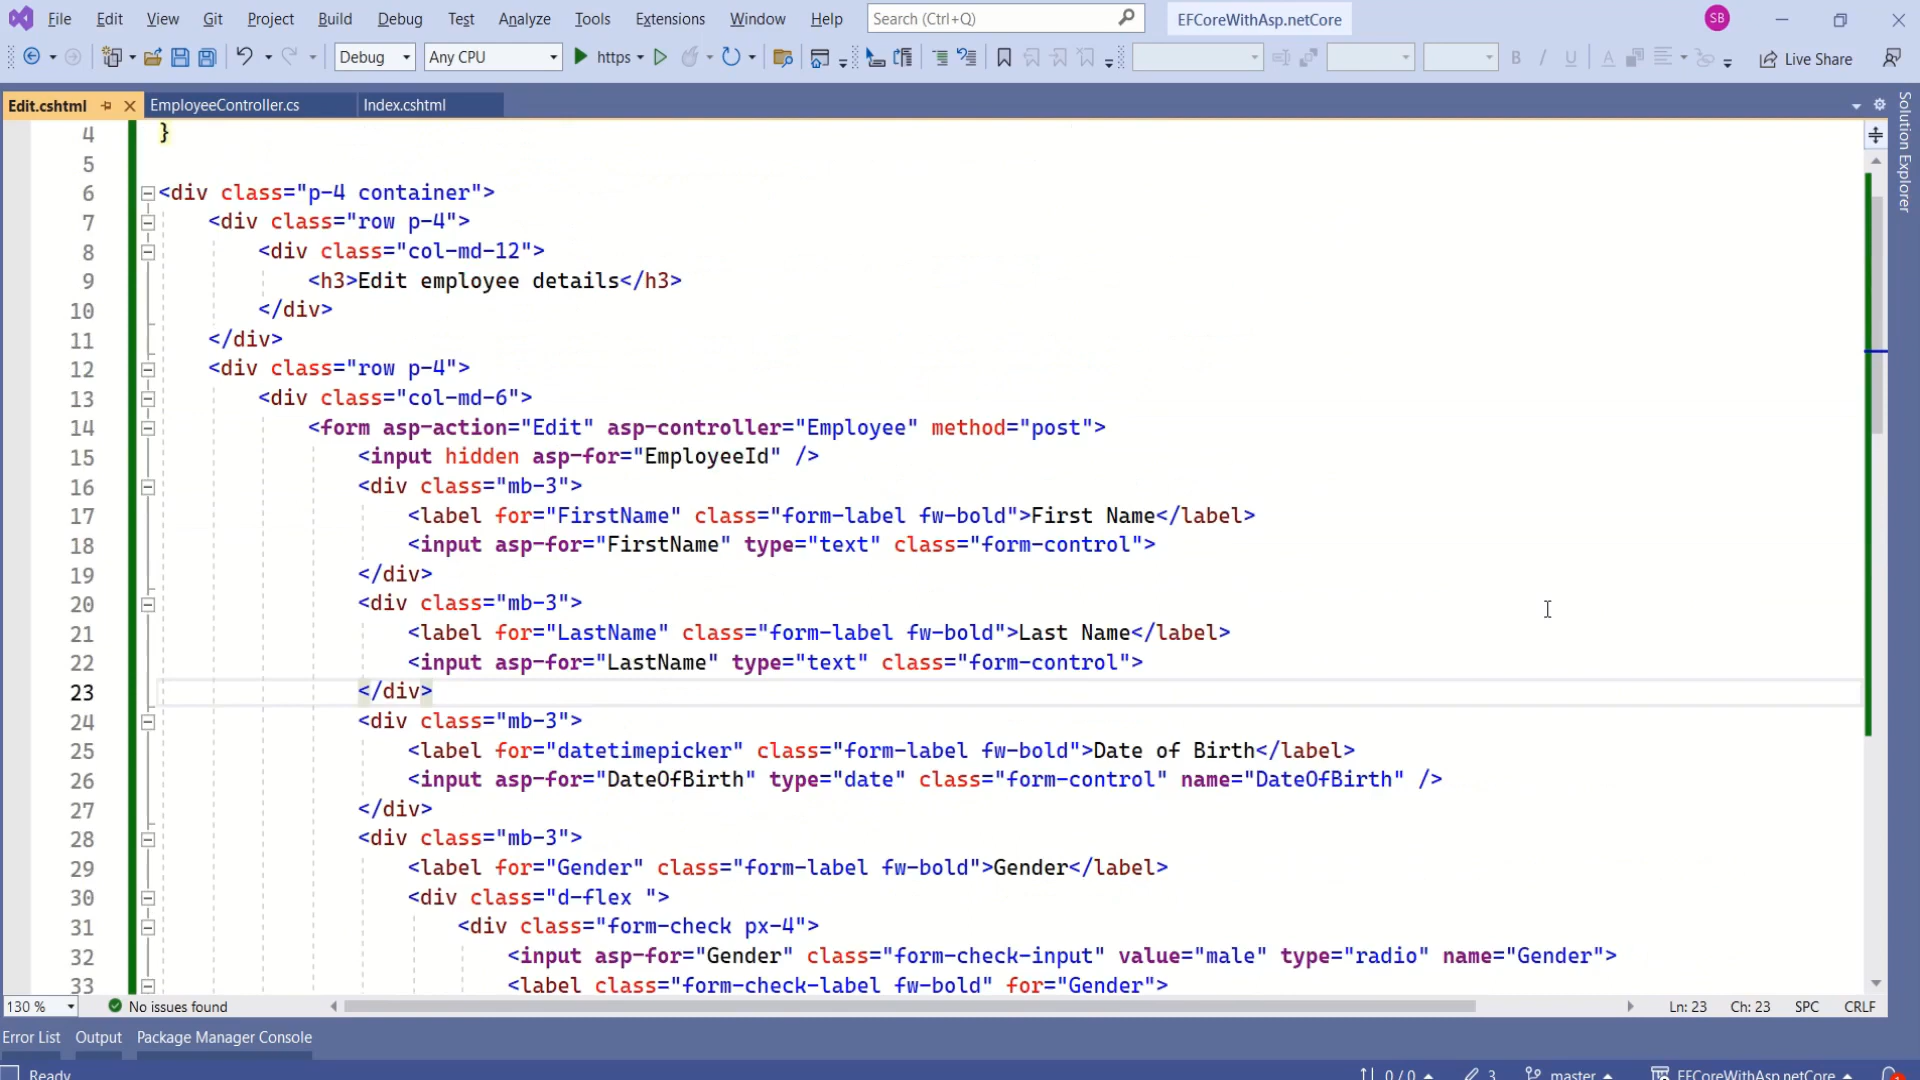 File Edit View Git Project Build Debug Test Analyze Tools Extensions Window Help Search (Ctrl+Q) EFCoreWithAsp.netCore SB
Debug Any CPU https Live Share
Edit.cshtml EmployeeController.cs Index.cshtml
Solution Explorer
4 }
5
6 <div class="p-4 container">
7 <div class="row p-4">
8 <div class="col-md-12">
9 <h3>Edit employee details</h3>
10 </div>
11 </div>
12 <div class="row p-4">
13 <div class="col-md-6">
14 <form asp-action="Edit" asp-controller="Employee" method="post">
15 <input hidden asp-for="EmployeeId" />
16 <div class="mb-3">
17 <label for="FirstName" class="form-label fw-bold">First Name</label>
18 <input asp-for="FirstName" type="text" class="form-control">
19 </div>
20 <div class="mb-3">
21 <label for="LastName" class="form-label fw-bold">Last Name</label>
22 <input asp-for="LastName" type="text" class="form-control">
23 </div>
24 <div class="mb-3">
25 <label for="datetimepicker" class="form-label fw-bold">Date of Birth</label>
26 <input asp-for="DateOfBirth" type="date" class="form-control" name="DateOfBirth" />
27 </div>
28 <div class="mb-3">
29 <label for="Gender" class="form-label fw-bold">Gender</label>
30 <div class="d-flex ">
31 <div class="form-check px-4">
32 <input asp-for="Gender" class="form-check-input" value="male" type="radio" name="Gender">
33 <label class="form-check-label fw-bold" for="Gender">
130 % No issues found Ln: 23 Ch: 23 SPC CRLF
Error List Output Package Manager Console
Ready 0 / 0 3 master EFCoreWithAsp.netCore 1